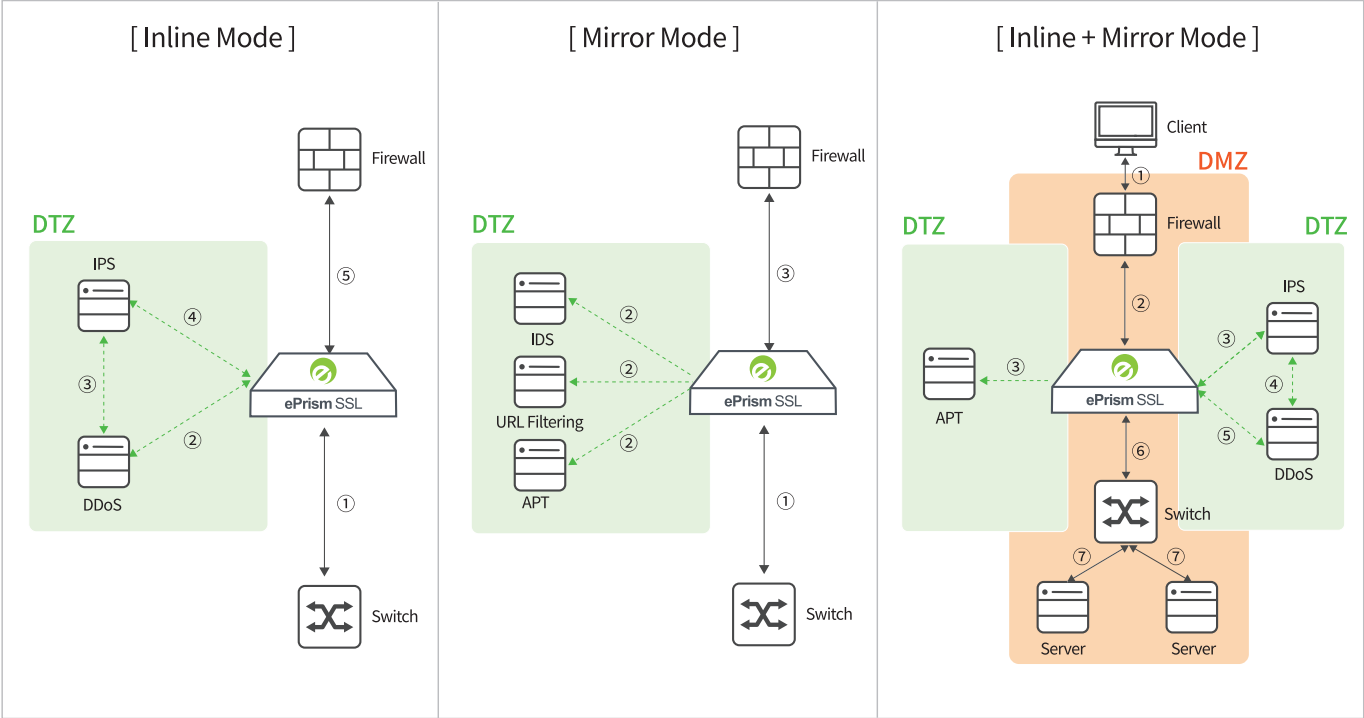 [ Inline Mode ]
Firewall
DTZ
IPS
⑤
④
③
ePrism SSL
②
DDoS
①
Switch
[ Mirror Mode ]
Firewall
DTZ
③
②
IDS
②
ePrism SSL
URL Filtering
②
APT
①
Switch
[ Inline + Mirror Mode ]
Client
DMZ
①
DTZ
Firewall
DTZ
IPS
②
③
③
④
ePrism SSL
APT
⑤
⑥
DDoS
Switch
⑦
⑦
Server
Server